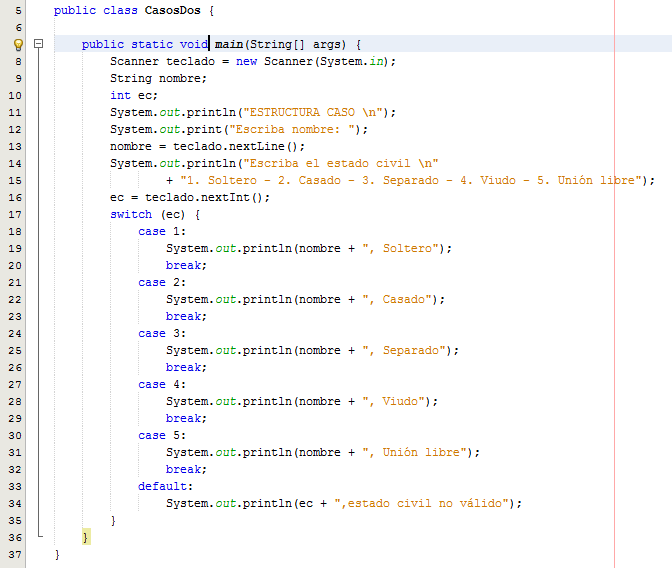 5 public class CasosDos {
6
public static void main(String[] args) {
8 Scanner teclado = new Scanner(System.in);
9 String nombre;
10 int ec;
11 System.out.println("ESTRUCTURA CASO \n");
12 System.out.print("Escriba nombre: ");
13 nombre = teclado.nextLine();
14 System.out.println("Escriba el estado civil \n"
15 + "1. Soltero - 2. Casado - 3. Separado - 4. Viudo - 5. Unión libre");
16 ec = teclado.nextInt();
17 switch (ec) {
18 case 1:
19 System.out.println(nombre + ", Soltero");
20 break;
21 case 2:
22 System.out.println(nombre + ", Casado");
23 break;
24 case 3:
25 System.out.println(nombre + ", Separado");
26 break;
27 case 4:
28 System.out.println(nombre + ", Viudo");
29 break;
30 case 5:
31 System.out.println(nombre + ", Unión libre");
32 break;
33 default:
34 System.out.println(ec + ",estado civil no válido");
35 }
36 }
37 }